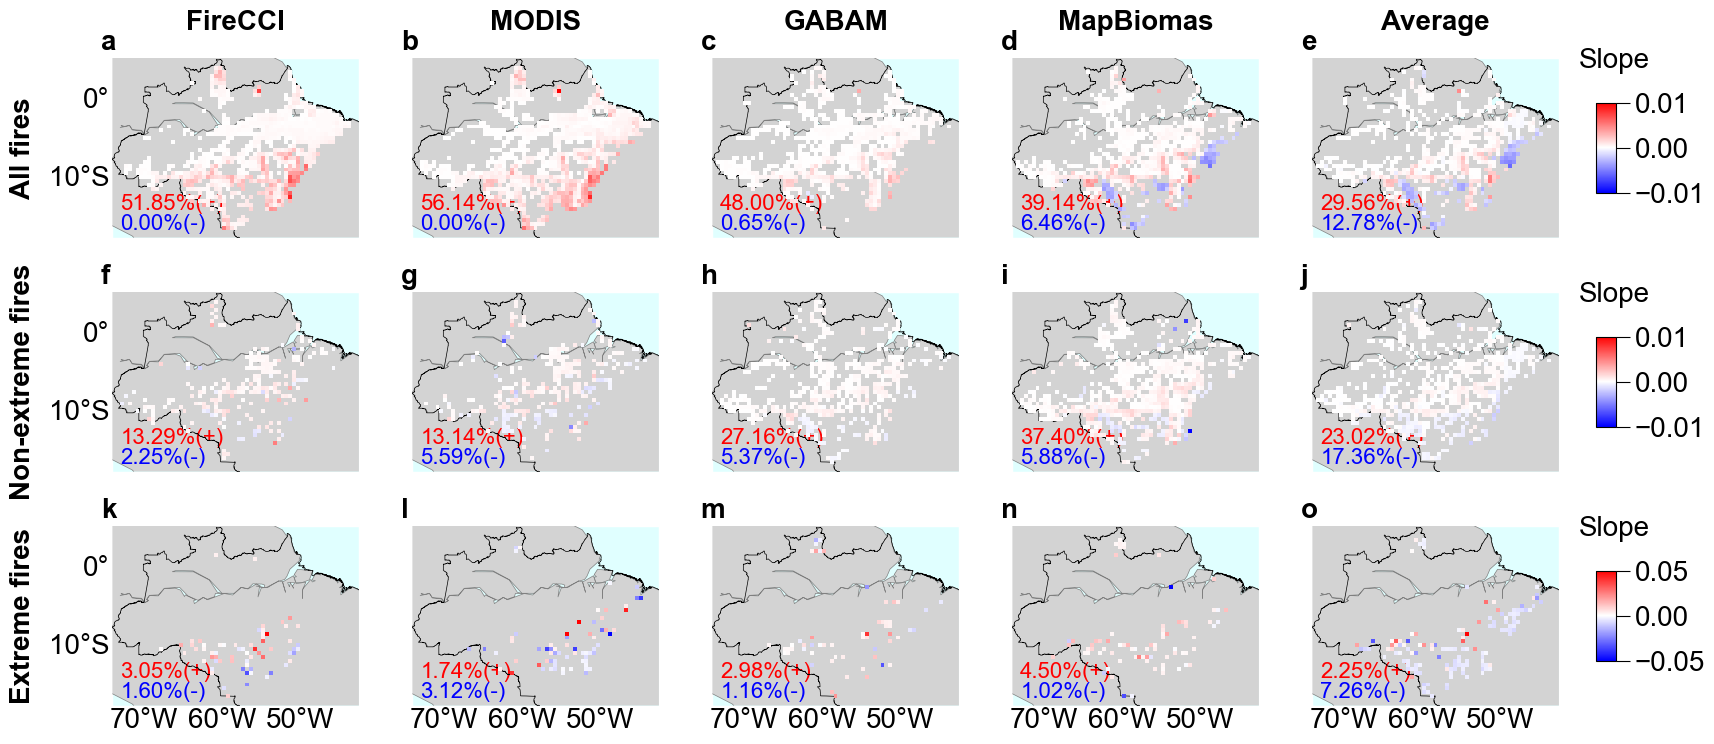 FireCCI MODIS GABAM MapBiomas Average
a b c d e
All fires
0°
10°S
51.85%(+) 56.14%(+) 48.00%(+) 39.14%(+) 29.56%(+)
0.00%(-) 0.00%(-) 0.65%(-) 6.46%(-) 12.78%(-)
Slope
0.01
0.00
−0.01
f g h i j
Non-extreme fires
0°
10°S
13.29%(+) 13.14%(+) 27.16%(+) 37.40%(+) 23.02%(+)
2.25%(-) 5.59%(-) 5.37%(-) 5.88%(-) 17.36%(-)
Slope
0.01
0.00
−0.01
k l m n o
Extreme fires
0°
10°S
3.05%(+) 1.74%(+) 2.98%(+) 4.50%(+) 2.25%(+)
1.60%(-) 3.12%(-) 1.16%(-) 1.02%(-) 7.26%(-)
Slope
0.05
0.00
−0.05
70°W 60°W 50°W 70°W 60°W 50°W 70°W 60°W 50°W 70°W 60°W 50°W 70°W 60°W 50°W